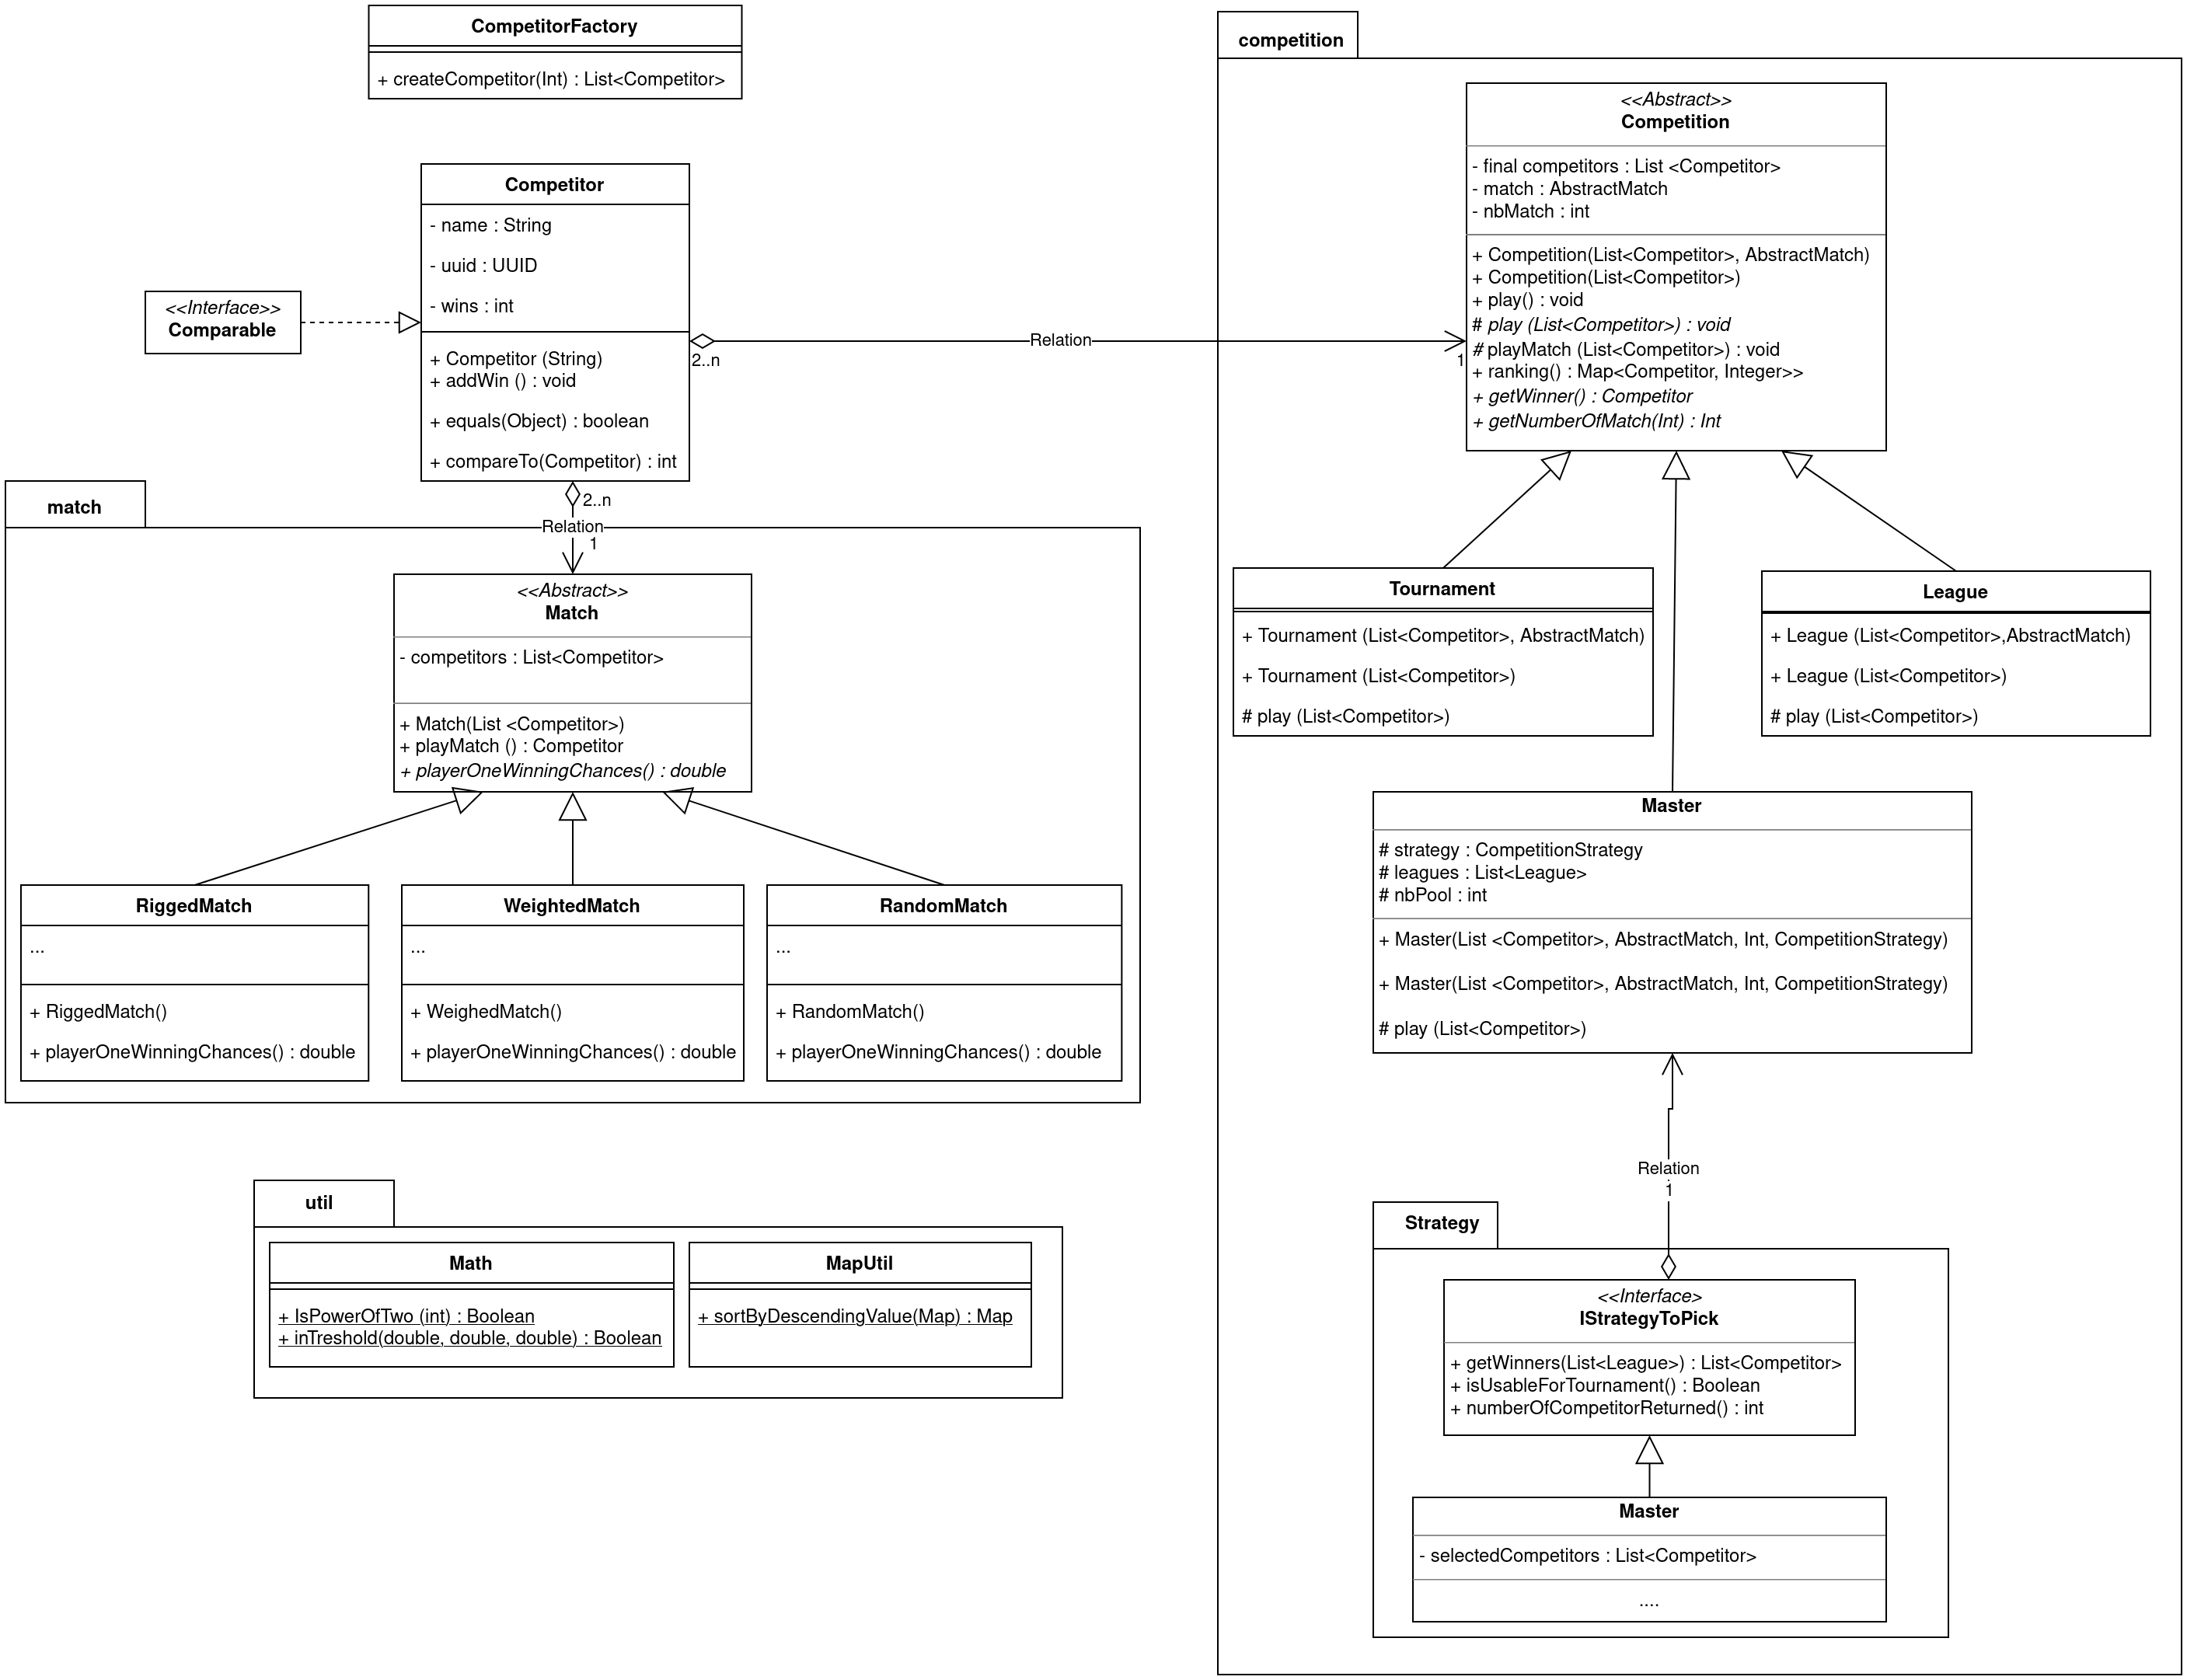 CompetitorFactory
+ createCompetitor(Int) : List<Competitor>
Competitor
- name : String
- uuid : UUID
- wins : int
+ Competitor (String)
+ addWin () : void
+ equals(Object) : boolean
+ compareTo(Competitor) : int
<<Interface>>
Comparable
2..n
Relation
1
2..n
Relation
1
match
<<Abstract>>
Match
- competitors : List<Competitor>
+ Match(List <Competitor>)
+ playMatch () : Competitor
+ playerOneWinningChances() : double
RiggedMatch
...
+ RiggedMatch()
+ playerOneWinningChances() : double
WeightedMatch
...
+ WeighedMatch()
+ playerOneWinningChances() : double
RandomMatch
...
+ RandomMatch()
+ playerOneWinningChances() : double
util
Math
+ IsPowerOfTwo (int) : Boolean
+ inTreshold(double, double, double) : Boolean
MapUtil
+ sortByDescendingValue(Map) : Map
competition
<<Abstract>>
Competition
- final competitors : List <Competitor>
- match : AbstractMatch
- nbMatch : int
+ Competition(List<Competitor>, AbstractMatch)
+ Competition(List<Competitor>)
+ play() : void
# play (List<Competitor>) : void
# playMatch (List<Competitor>) : void
+ ranking() : Map<Competitor, Integer>>
+ getWinner() : Competitor
+ getNumberOfMatch(Int) : Int
Tournament
+ Tournament (List<Competitor>, AbstractMatch)
+ Tournament (List<Competitor>)
# play (List<Competitor>)
League
+ League (List<Competitor>,AbstractMatch)
+ League (List<Competitor>)
# play (List<Competitor>)
Master
# strategy : CompetitionStrategy
# leagues : List<League>
# nbPool : int
+ Master(List <Competitor>, AbstractMatch, Int, CompetitionStrategy)
+ Master(List <Competitor>, AbstractMatch, Int, CompetitionStrategy)
# play (List<Competitor>)
Relation
1
Strategy
<<Interface>
IStrategyToPick
+ getWinners(List<League>) : List<Competitor>
+ isUsableForTournament() : Boolean
+ numberOfCompetitorReturned() : int
Master
- selectedCompetitors : List<Competitor>
....